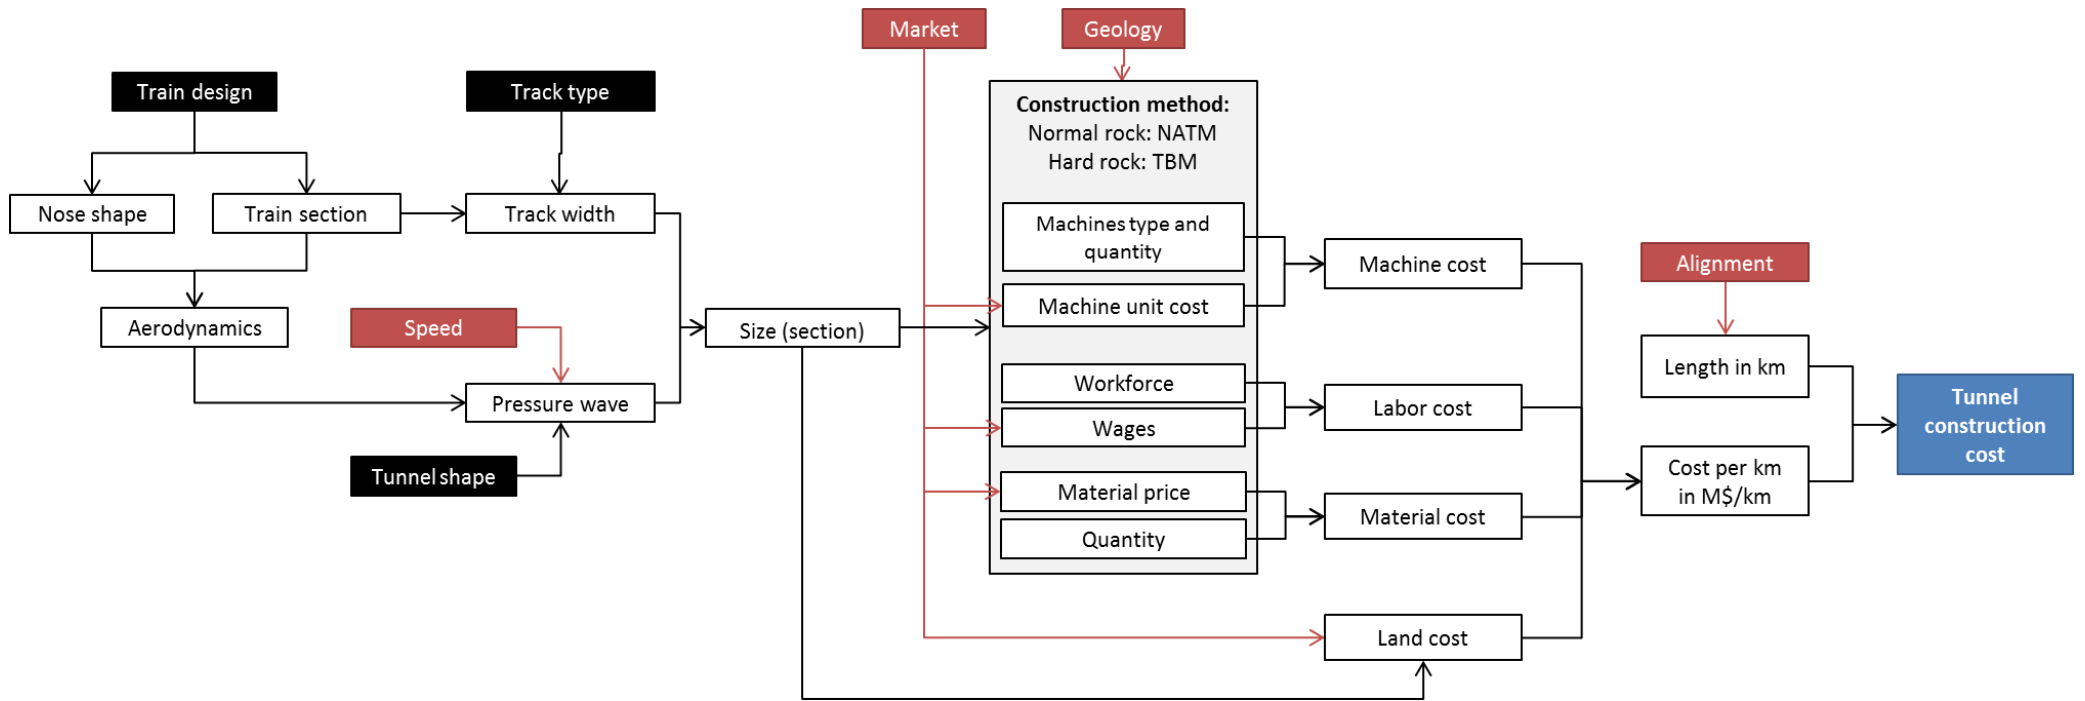 Market
Geology
Train design
Track type
Construction method:
Normal rock: NATM
Hard rock: TBM
Nose shape
Train section
Track width
Machines type and
quantity
Machine cost
Alignment
Machine unit cost
Aerodynamics
Speed
Size (section)
Length in km
Workforce
Pressure wave
Labor cost
Wages
Tunnel
construction
cost
Tunnel shape
Cost per km
in M$/km
Material price
Material cost
Quantity
Land cost